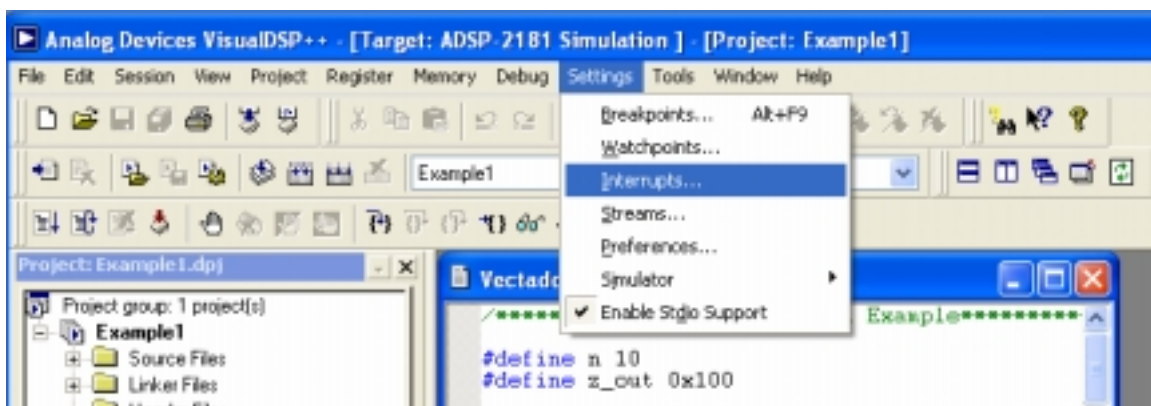 Analog Devices VisualDSP++ - [Target: ADSP-2181 Simulation ] - [Project: Example1]
File Edit Session View Project Register Memory Debug Settings Tools Window Help
Breakpoints... Alt+F9
Watchpoints...
Interrupts...
Streams...
Preferences...
Simulator
Enable Stdio Support
Example1
Project: Example1.dpj
Project group: 1 project(s)
Example1
Source Files
Linker Files
/***** Example*********
#define n 10
#define z_out 0x100